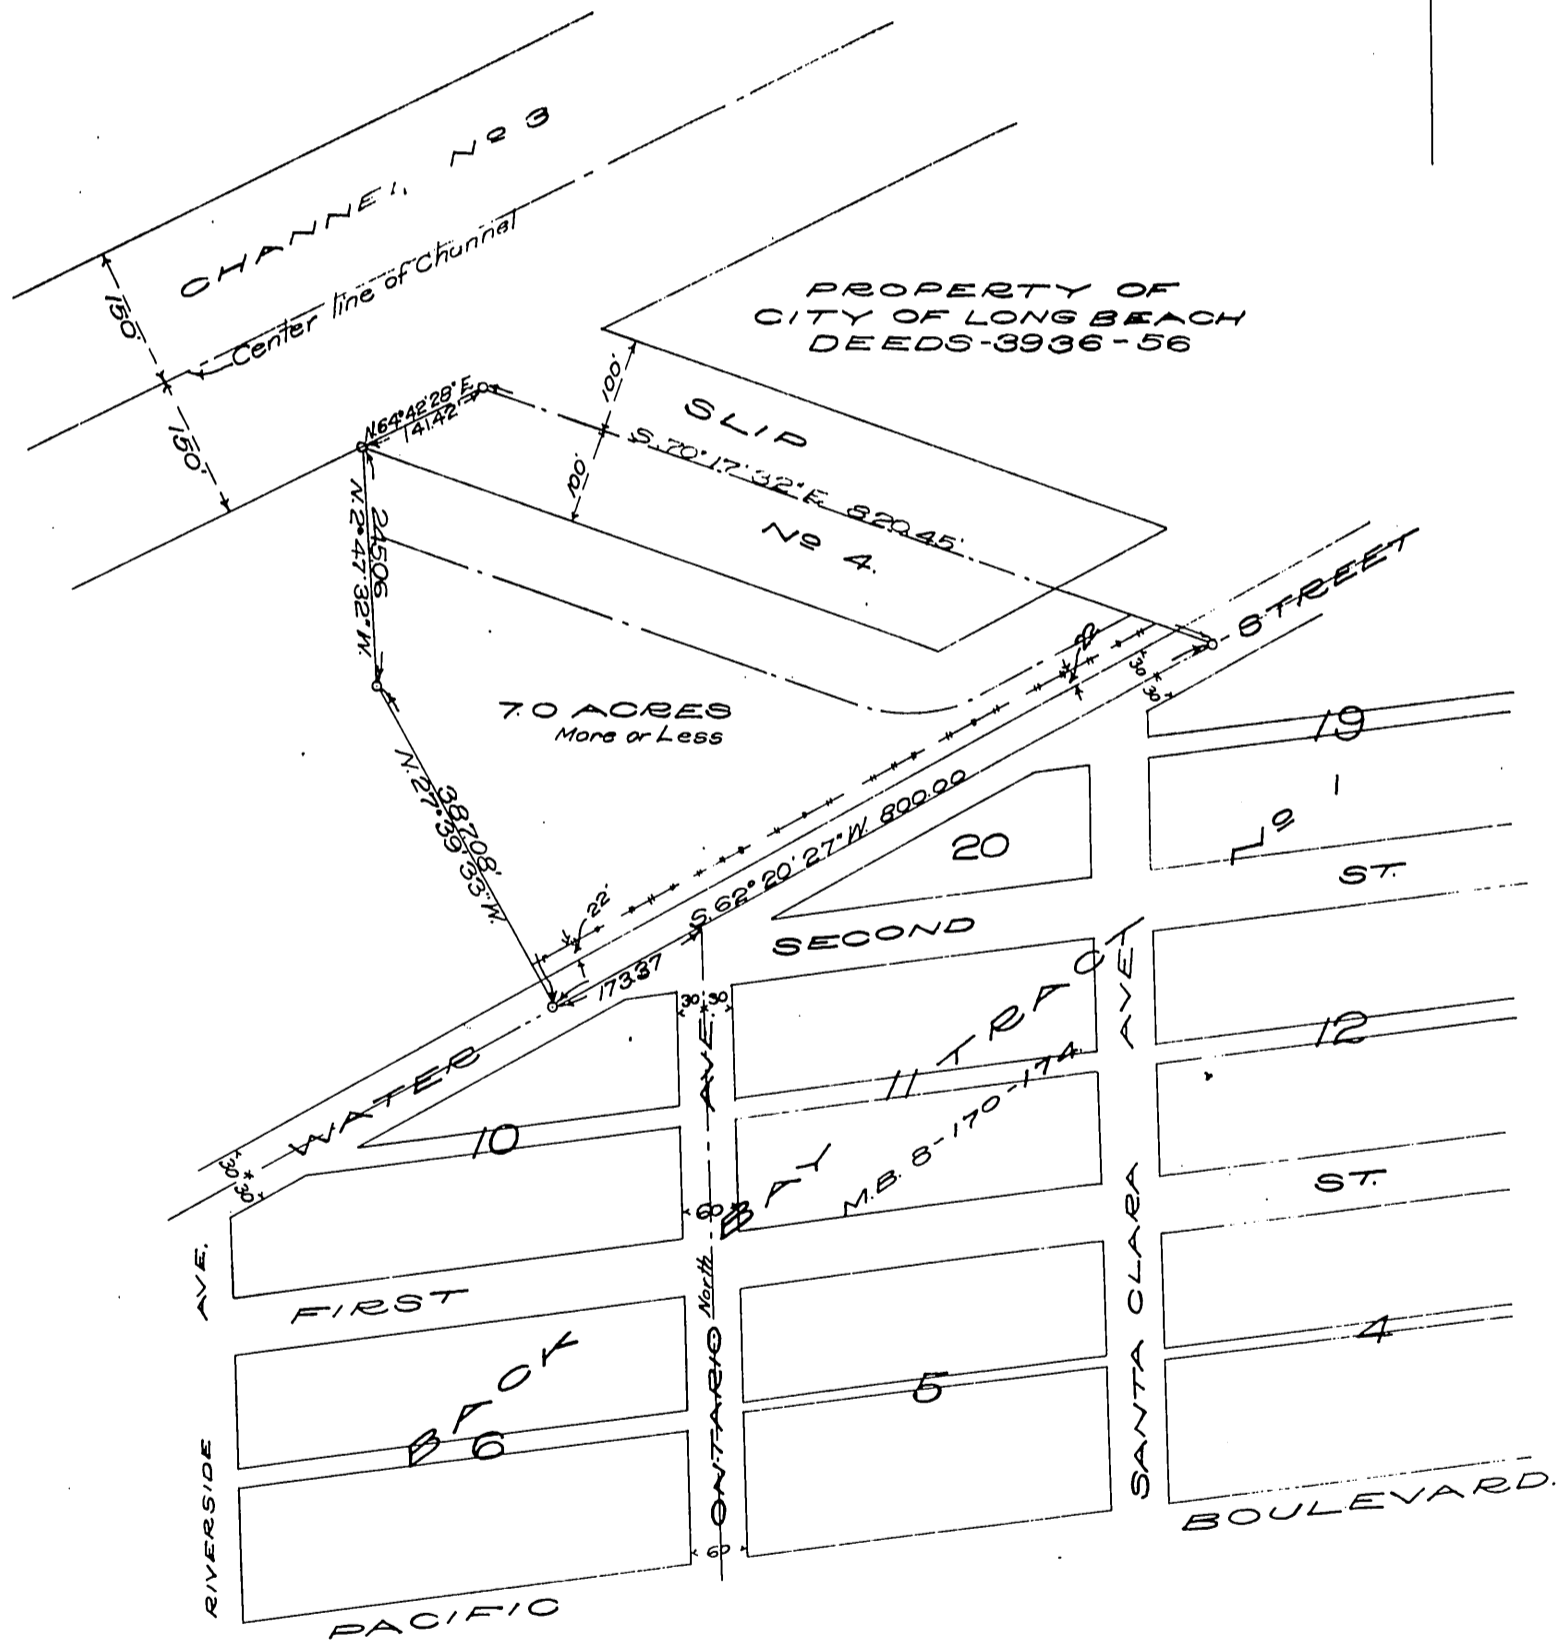 CHANNEL Nº 3
Center line of Channel
150'
150'
PROPERTY OF
CITY OF LONG BEACH
DEEDS-3936-56
N.64°42'28"E.
141.42'
100'
100'
SLIP
S.70°17'32"E. 820.45'
Nº 4.
245.06
N.2°47'32"W.
7.0 ACRES
More or Less
387.08'
N.27°39'33"W.
22'
173.37
S.62°20'27"W. 800.00
30' 30'
WATER STREET
30' 30'
19
Nº 1
20
SECOND ST.
30 30
10
11
12
BLACK BAY TRACT
M.B. 8-170-174
60
FIRST ST.
6
5
4
RIVERSIDE AVE.
ONTARIO AVE.
North
SANTA CLARA AVE.
60
PACIFIC BOULEVARD.